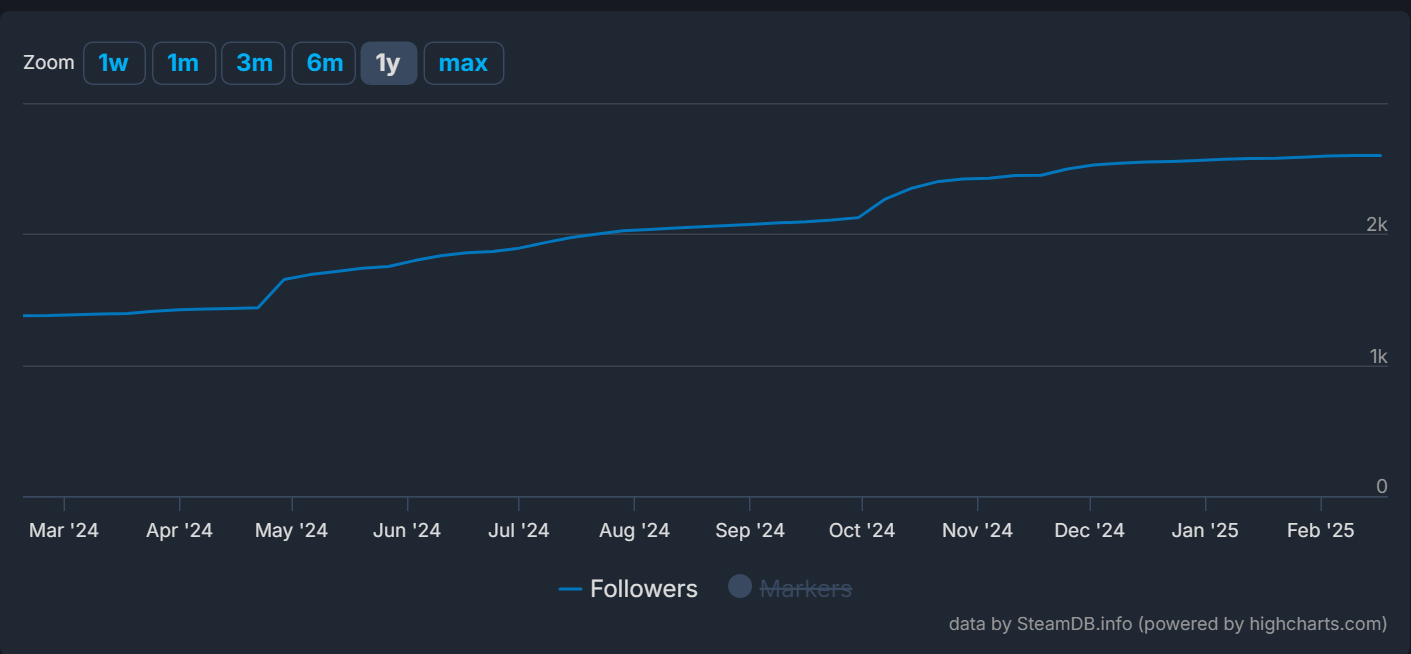 Zoom 1w 1m 3m 6m 1y max
2k
1k
0
Mar '24 Apr '24 May '24 Jun '24 Jul '24 Aug '24 Sep '24 Oct '24 Nov '24 Dec '24 Jan '25 Feb '25
Followers Markers
data by SteamDB.info (powered by highcharts.com)